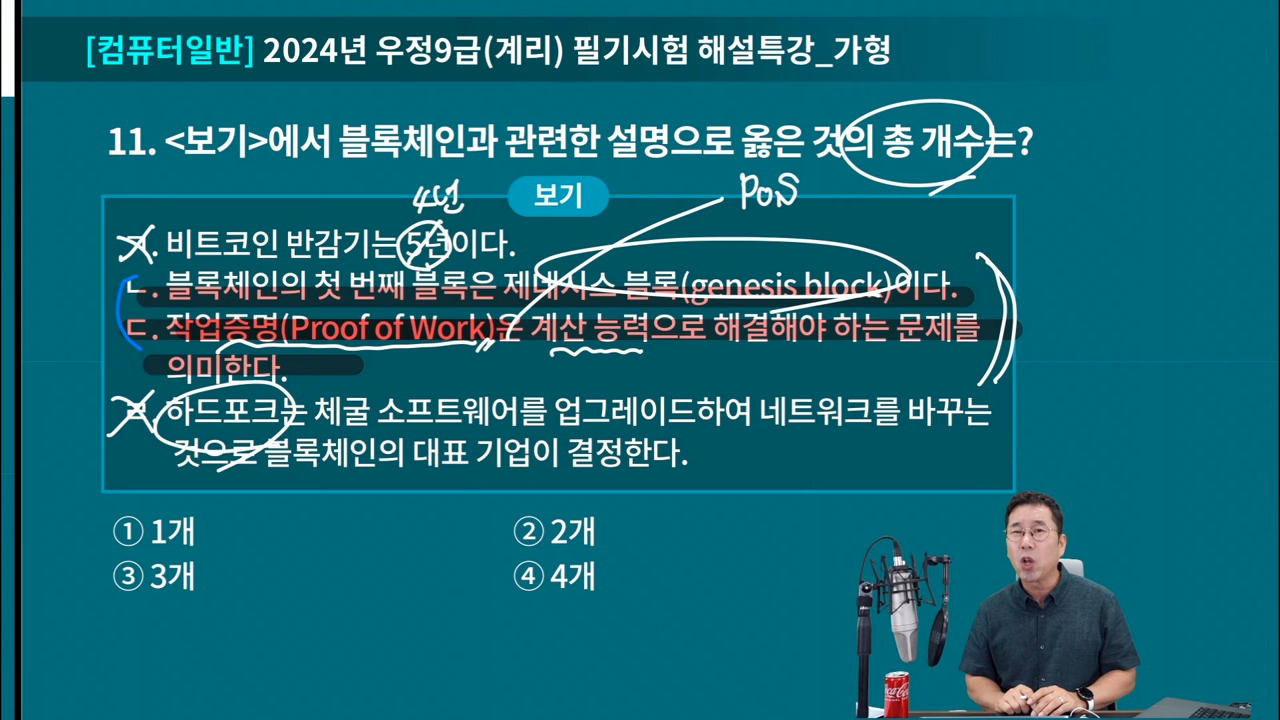 [컴퓨터일반] 2024년 우정9급(계리) 필기시험 해설특강_가형
11. <보기>에서 블록체인과 관련한 설명으로 옳은 것의 총 개수는?
4년
보기
PoS
ㄱ. 비트코인 반감기는 5년이다.
ㄴ. 블록체인의 첫 번째 블록은 제네시스 블록(genesis block)이다.
ㄷ. 작업증명(Proof of Work)은 계산 능력으로 해결해야 하는 문제를
의미한다.
ㄹ. 하드포크는 체굴 소프트웨어를 업그레이드하여 네트워크를 바꾸는
것으로 블록체인의 대표 기업이 결정한다.
① 1개
② 2개
③ 3개
④ 4개
Coca-Cola